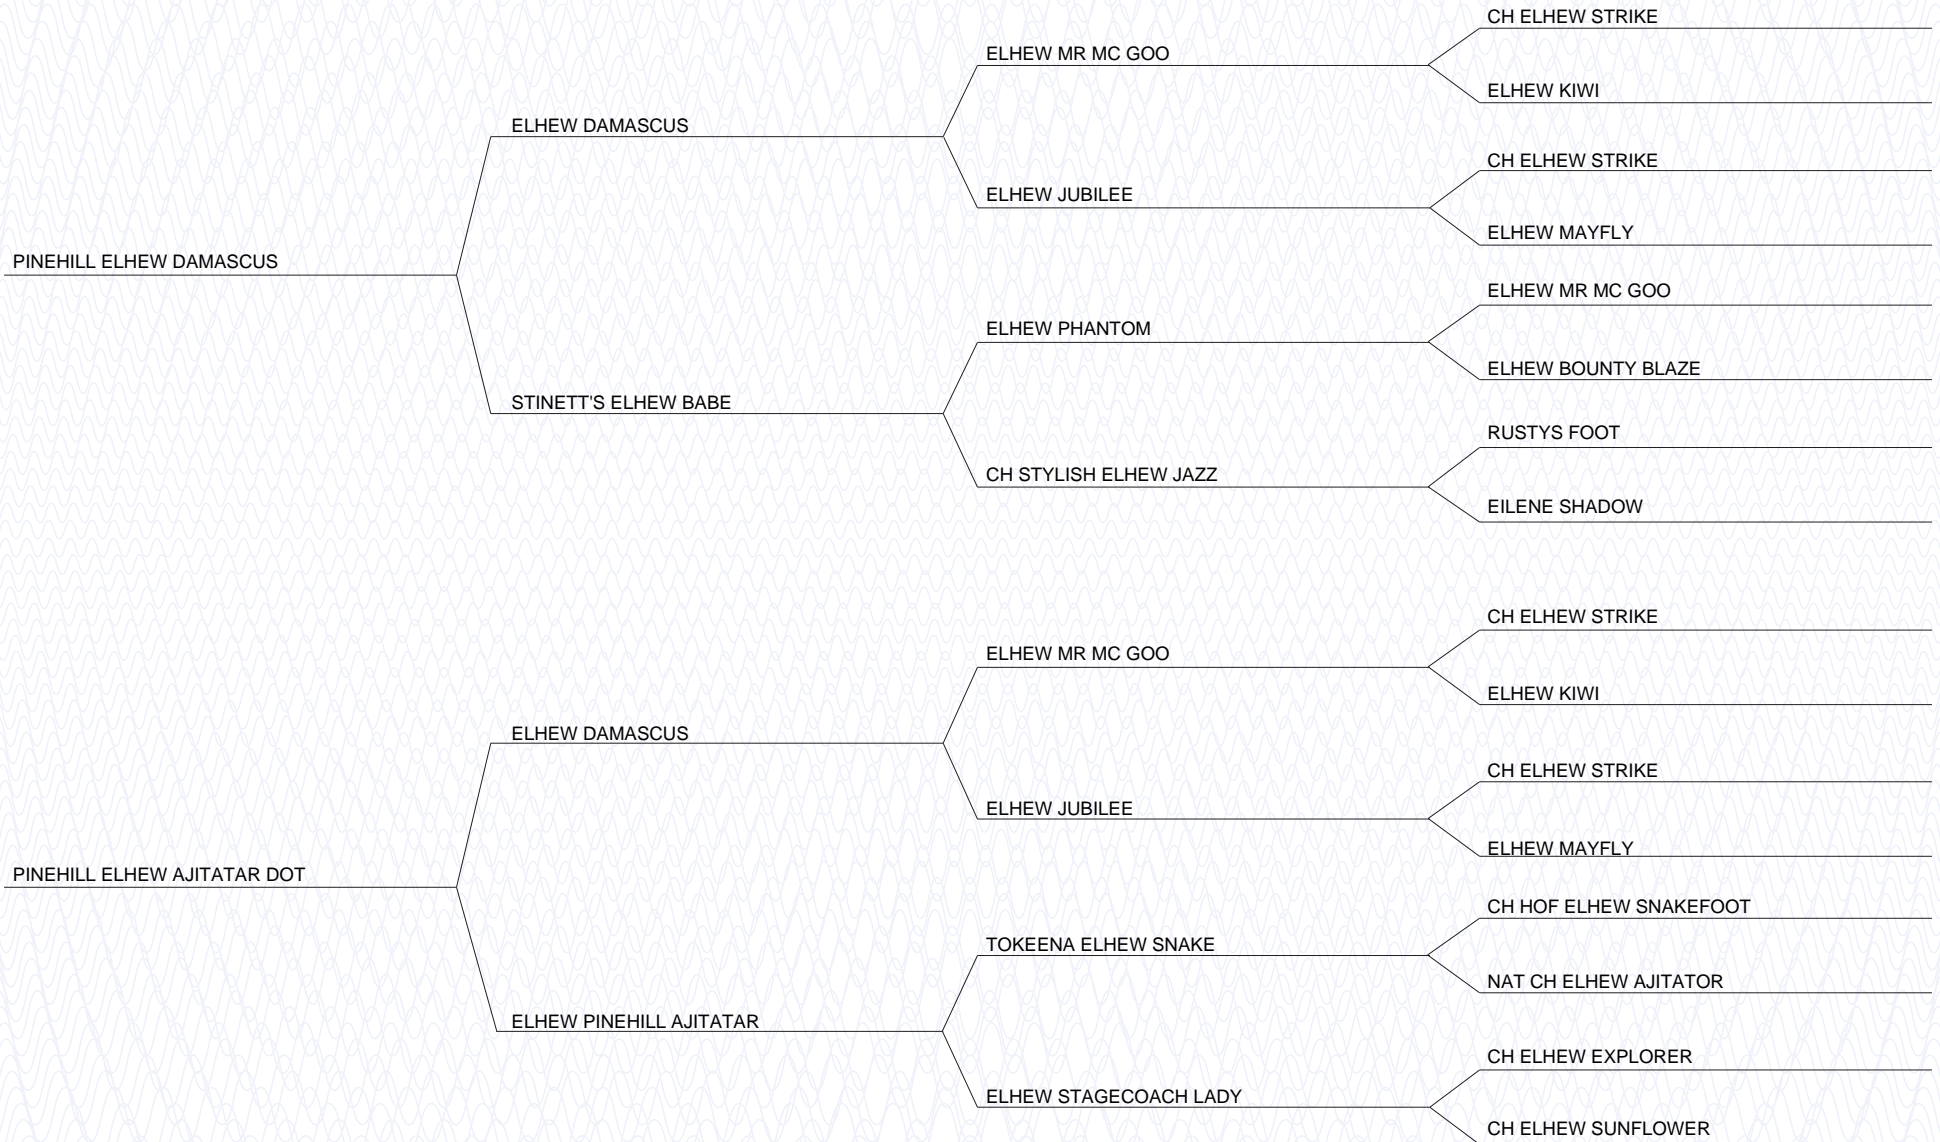 CH ELHEW STRIKE
ELHEW MR MC GOO
ELHEW KIWI
ELHEW DAMASCUS
CH ELHEW STRIKE
ELHEW JUBILEE
ELHEW MAYFLY
PINEHILL ELHEW DAMASCUS
ELHEW MR MC GOO
ELHEW PHANTOM
ELHEW BOUNTY BLAZE
STINETT'S ELHEW BABE
RUSTYS FOOT
CH STYLISH ELHEW JAZZ
EILENE SHADOW
CH ELHEW STRIKE
ELHEW MR MC GOO
ELHEW KIWI
ELHEW DAMASCUS
CH ELHEW STRIKE
ELHEW JUBILEE
ELHEW MAYFLY
PINEHILL ELHEW AJITATAR DOT
CH HOF ELHEW SNAKEFOOT
TOKEENA ELHEW SNAKE
NAT CH ELHEW AJITATOR
ELHEW PINEHILL AJITATAR
CH ELHEW EXPLORER
ELHEW STAGECOACH LADY
CH ELHEW SUNFLOWER